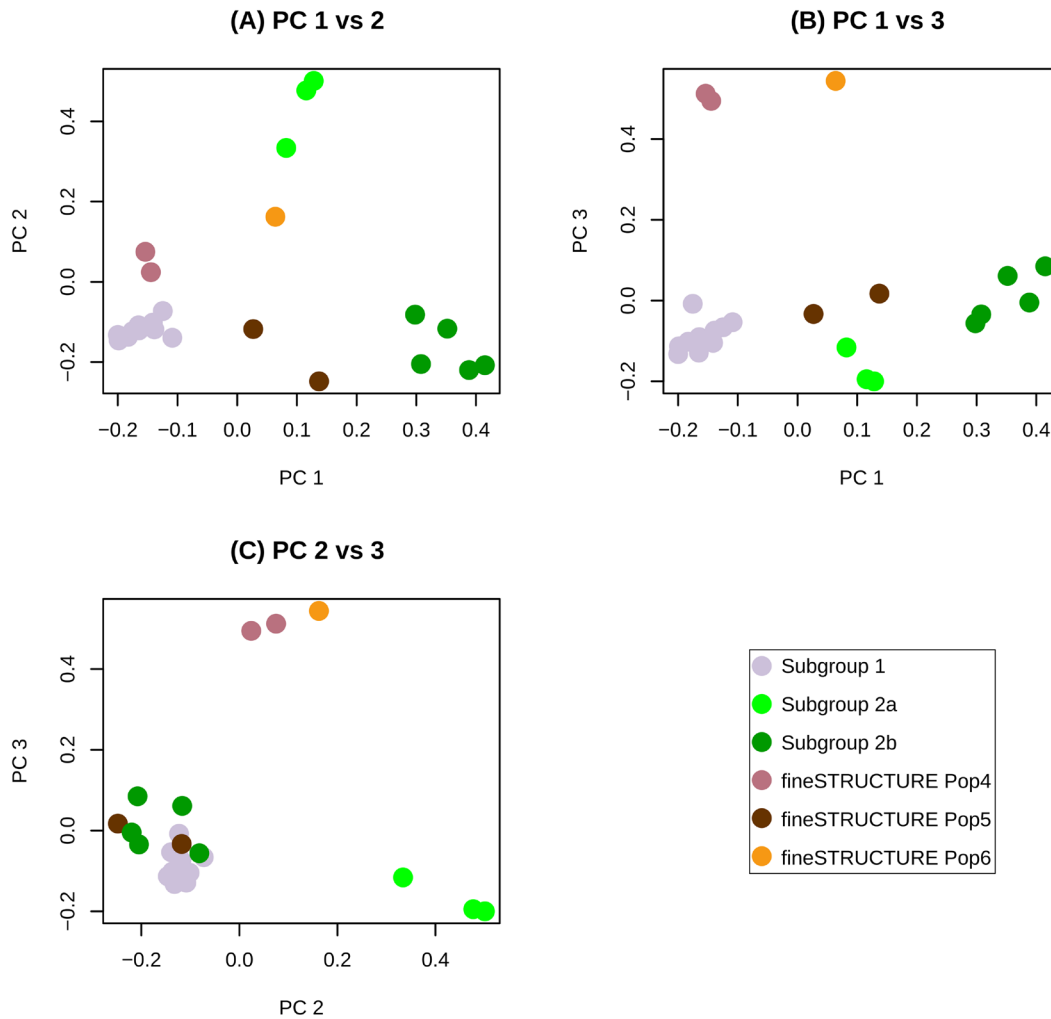 (A) PC 1 vs 2
0.4
0.2
0.0
−0.2
PC 2
−0.2 −0.1 0.0 0.1 0.2 0.3 0.4
PC 1
(B) PC 1 vs 3
0.4
0.2
0.0
−0.2
PC 3
−0.2 −0.1 0.0 0.1 0.2 0.3 0.4
PC 1
(C) PC 2 vs 3
0.4
0.2
0.0
−0.2
PC 3
−0.2 0.0 0.2 0.4
PC 2
Subgroup 1
Subgroup 2a
Subgroup 2b
fineSTRUCTURE Pop4
fineSTRUCTURE Pop5
fineSTRUCTURE Pop6